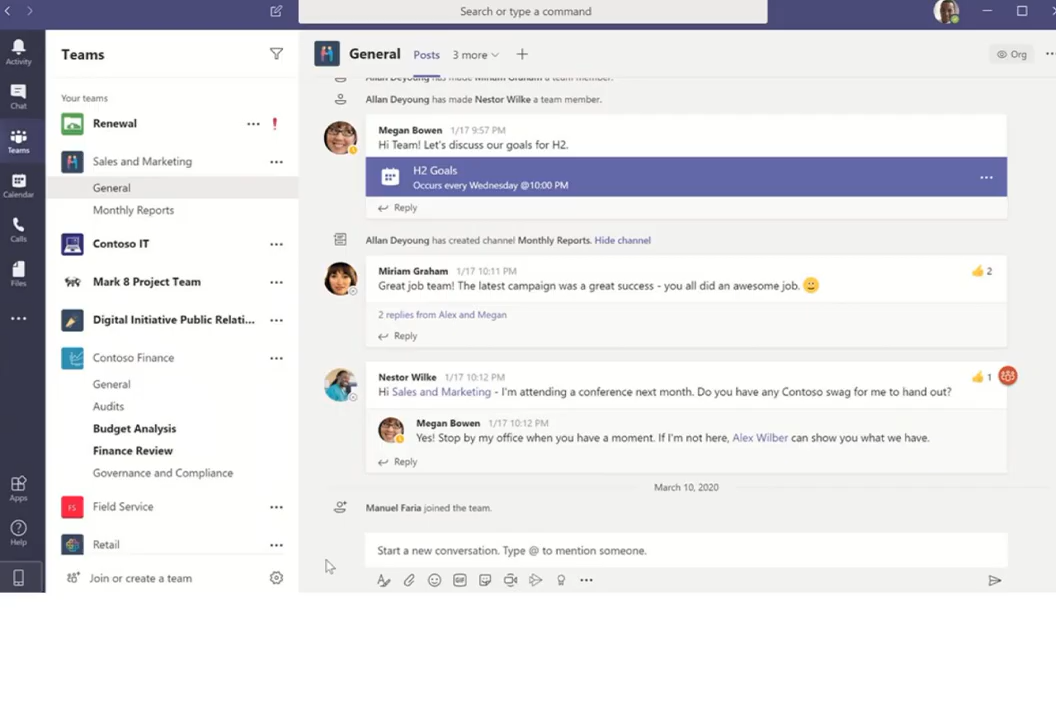 Search or type a command
Activity
Chat
Teams
Calendar
Calls
Files
Apps
Help
Teams
Your teams
Renewal
Sales and Marketing
General
Monthly Reports
Contoso IT
Mark 8 Project Team
Digital Initiative Public Relati...
Contoso Finance
General
Audits
Budget Analysis
Finance Review
Governance and Compliance
FS Field Service
Retail
Join or create a team
General Posts 3 more Org
Allan Deyoung has made Miriam Graham a team member.
Allan Deyoung has made Nestor Wilke a team member.
Megan Bowen 1/17 9:57 PM
Hi Team! Let's discuss our goals for H2.
H2 Goals
Occurs every Wednesday @10:00 PM
Reply
Allan Deyoung has created channel Monthly Reports. Hide channel
Miriam Graham 1/17 10:11 PM 2
Great job team! The latest campaign was a great success - you all did an awesome job.
2 replies from Alex and Megan
Reply
Nestor Wilke 1/17 10:12 PM 1
Hi Sales and Marketing - I'm attending a conference next month. Do you have any Contoso swag for me to hand out?
Megan Bowen 1/17 10:12 PM
Yes! Stop by my office when you have a moment. If I'm not here, Alex Wilber can show you what we have.
Reply
March 10, 2020
Manuel Faria joined the team.
Start a new conversation. Type @ to mention someone.
GIF